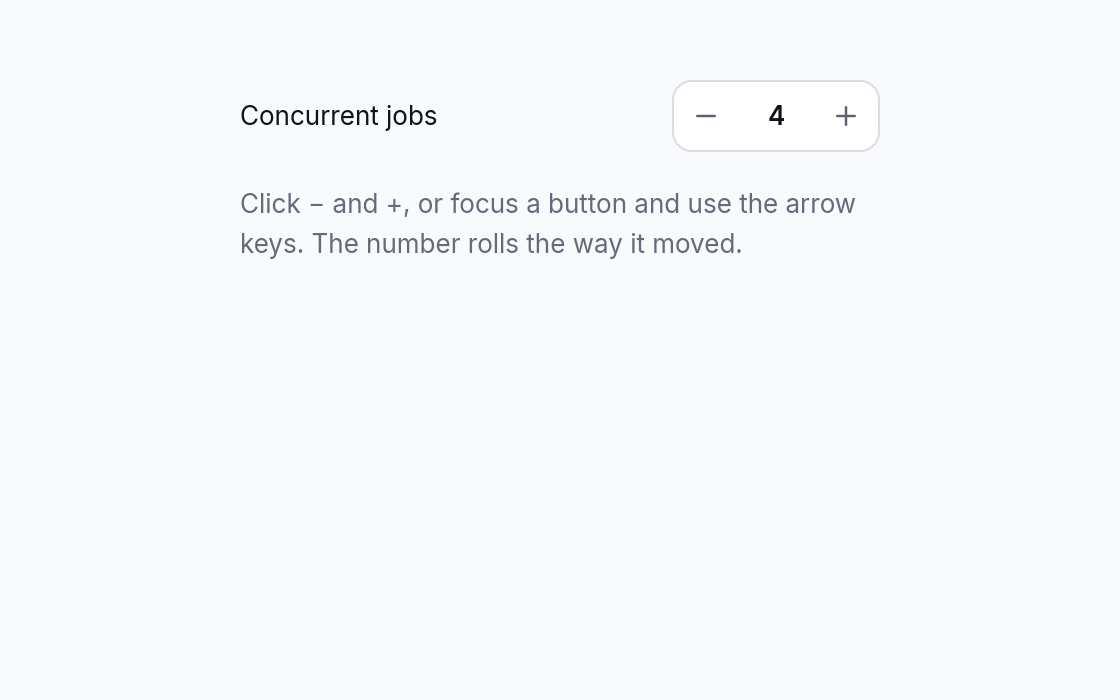 Concurrent jobs
− 4 +
Click − and +, or focus a button and use the arrow
keys. The number rolls the way it moved.